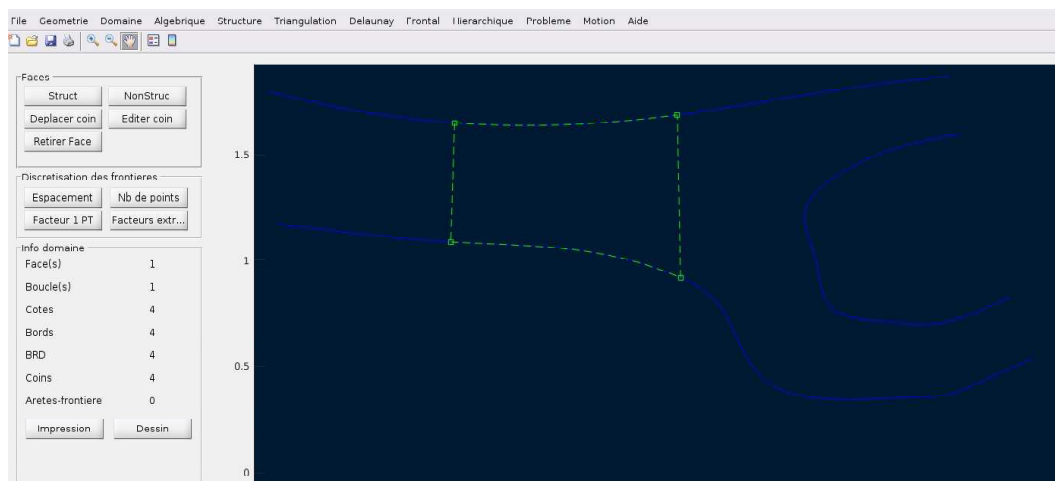 File Geometrie Domaine Algebrique Structure Triangulation Delaunay Frontal Hierarchique Probleme Motion Aide
Faces
Struct NonStruc
Deplacer coin Editer coin
Retirer Face
Discretisation des frontieres
Espacement Nb de points
Facteur 1 PT Facteurs extr...
Info domaine
Face(s) 1
Boucle(s) 1
Cotes 4
Bords 4
BRD 4
Coins 4
Aretes-frontiere 0
Impression Dessin
1.5
1
0.5
0